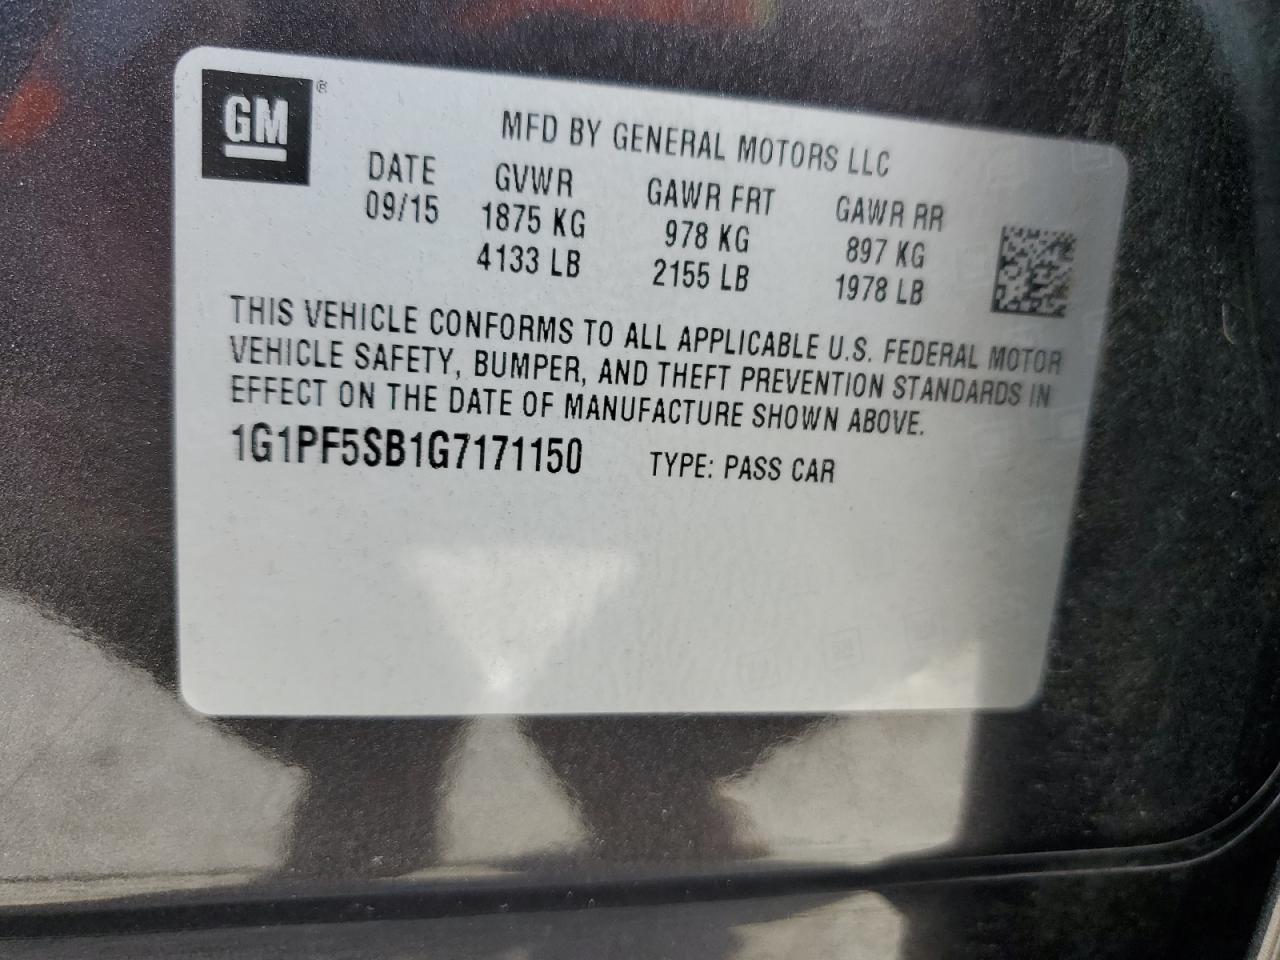 GM®
MFD BY GENERAL MOTORS LLC
DATE GVWR GAWR FRT GAWR RR
09/15 1875 KG 978 KG 897 KG
4133 LB 2155 LB 1978 LB
THIS VEHICLE CONFORMS TO ALL APPLICABLE U.S. FEDERAL MOTOR
VEHICLE SAFETY, BUMPER, AND THEFT PREVENTION STANDARDS IN
EFFECT ON THE DATE OF MANUFACTURE SHOWN ABOVE.
1G1PF5SB1G7171150 TYPE: PASS CAR